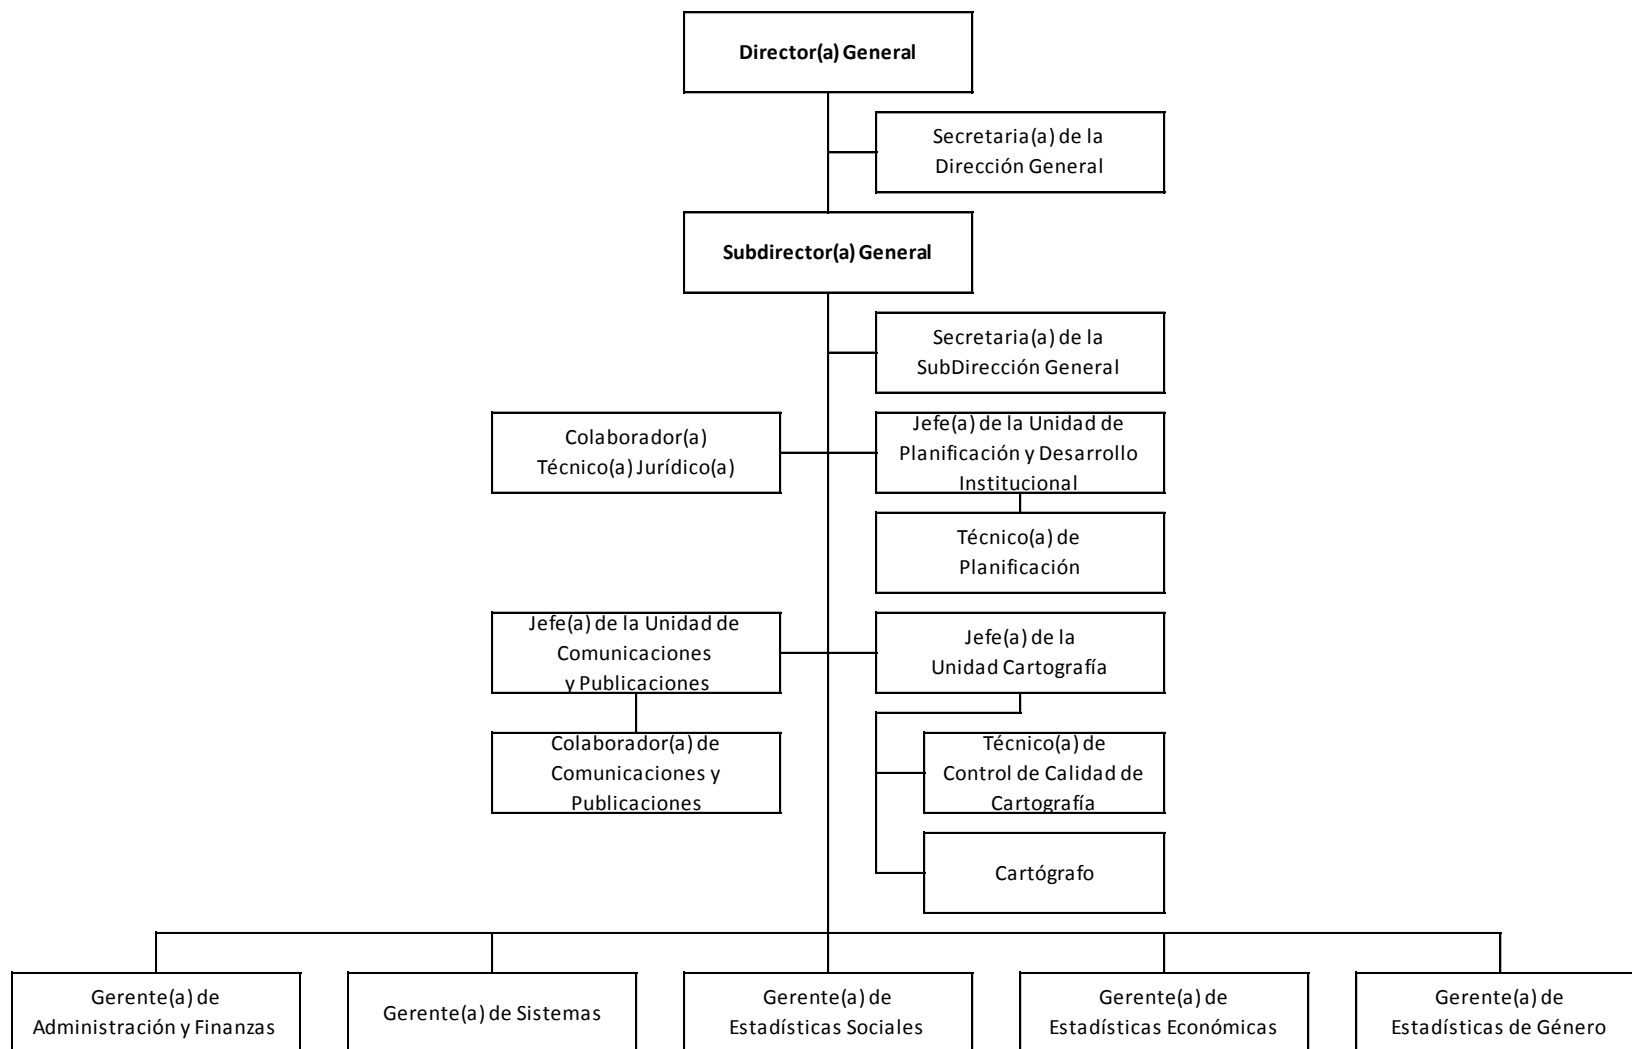 Director(a) General
Secretaria(a) de la
Dirección General
Subdirector(a) General
Secretaria(a) de la
SubDirección General
Colaborador(a)
Técnico(a) Jurídico(a)
Jefe(a) de la Unidad de
Planificación y Desarrollo
Institucional
Técnico(a) de
Planificación
Jefe(a) de la Unidad de
Comunicaciones
y Publicaciones
Jefe(a) de la
Unidad Cartografía
Colaborador(a) de
Comunicaciones y
Publicaciones
Técnico(a) de
Control de Calidad de
Cartografía
Cartógrafo
Gerente(a) de
Administración y Finanzas
Gerente(a) de Sistemas
Gerente(a) de
Estadísticas Sociales
Gerente(a) de
Estadísticas Económicas
Gerente(a) de
Estadísticas de Género